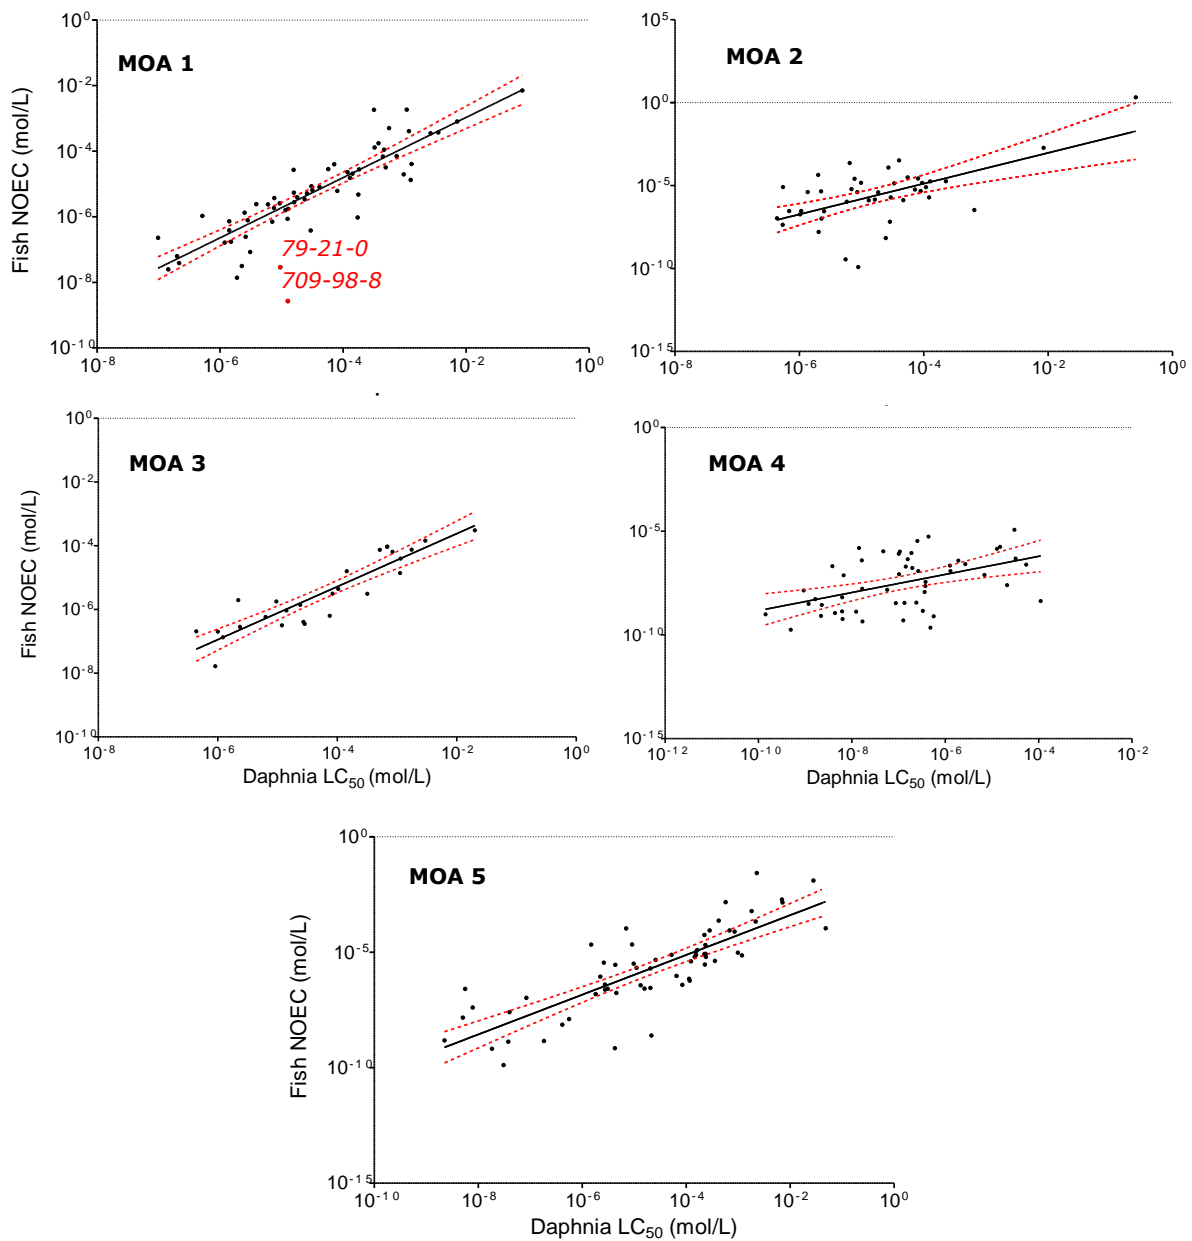 MOA 1
Fish NOEC (mol/L)
10⁰
10⁻²
10⁻⁴
10⁻⁶
10⁻⁸
10⁻¹⁰
79-21-0
709-98-8
10⁻⁸ 10⁻⁶ 10⁻⁴ 10⁻² 10⁰
MOA 2
10⁵
10⁰
10⁻⁵
10⁻¹⁰
10⁻¹⁵
10⁻⁸ 10⁻⁶ 10⁻⁴ 10⁻² 10⁰
MOA 3
Fish NOEC (mol/L)
10⁰
10⁻²
10⁻⁴
10⁻⁶
10⁻⁸
10⁻¹⁰
10⁻⁸ 10⁻⁶ 10⁻⁴ 10⁻² 10⁰
Daphnia LC₅₀ (mol/L)
MOA 4
10⁰
10⁻⁵
10⁻¹⁰
10⁻¹⁵
10⁻¹² 10⁻¹⁰ 10⁻⁸ 10⁻⁶ 10⁻⁴ 10⁻²
Daphnia LC₅₀ (mol/L)
MOA 5
Fish NOEC (mol/L)
10⁰
10⁻⁵
10⁻¹⁰
10⁻¹⁵
10⁻¹⁰ 10⁻⁸ 10⁻⁶ 10⁻⁴ 10⁻² 10⁰
Daphnia LC₅₀ (mol/L)